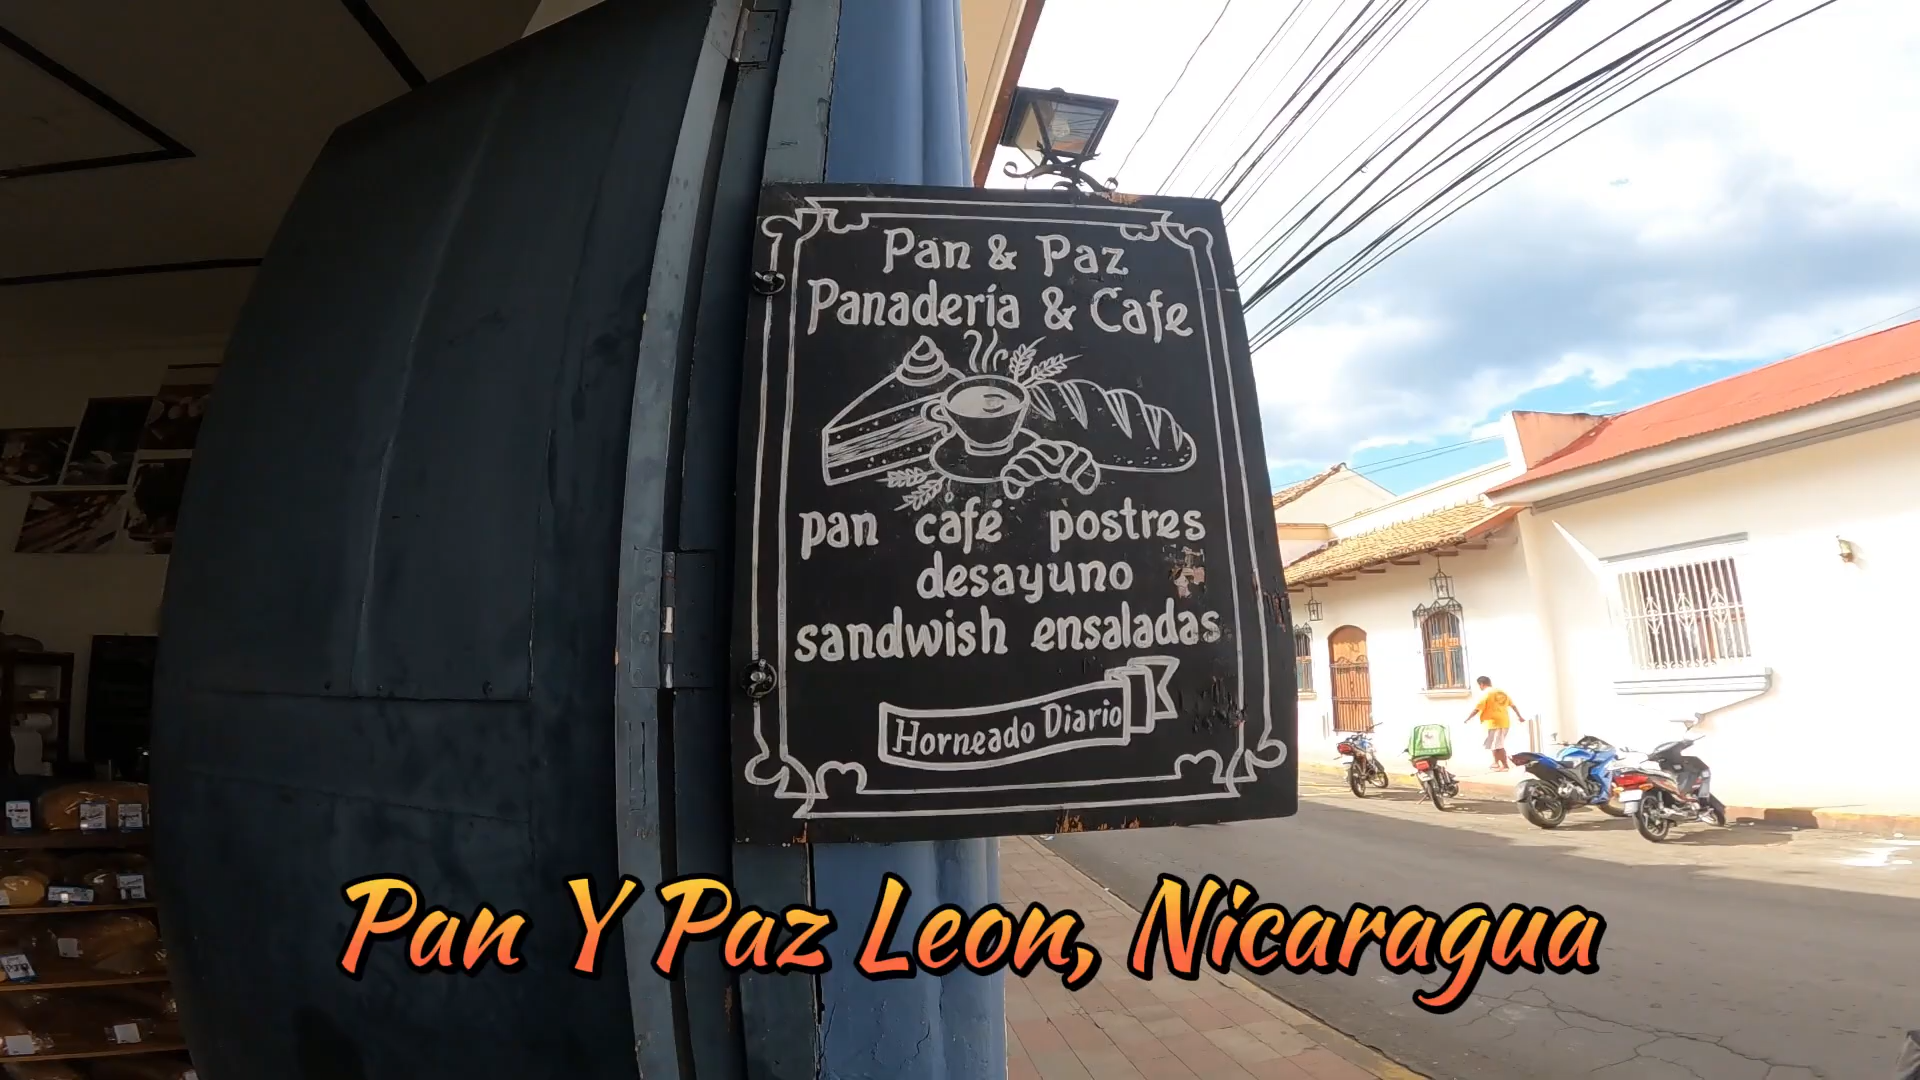 Pan & Paz
Panadería & Cafe
pan café postres
desayuno
sandwish ensaladas
Horneado Diario
Pan Y Paz Leon, Nicaragua